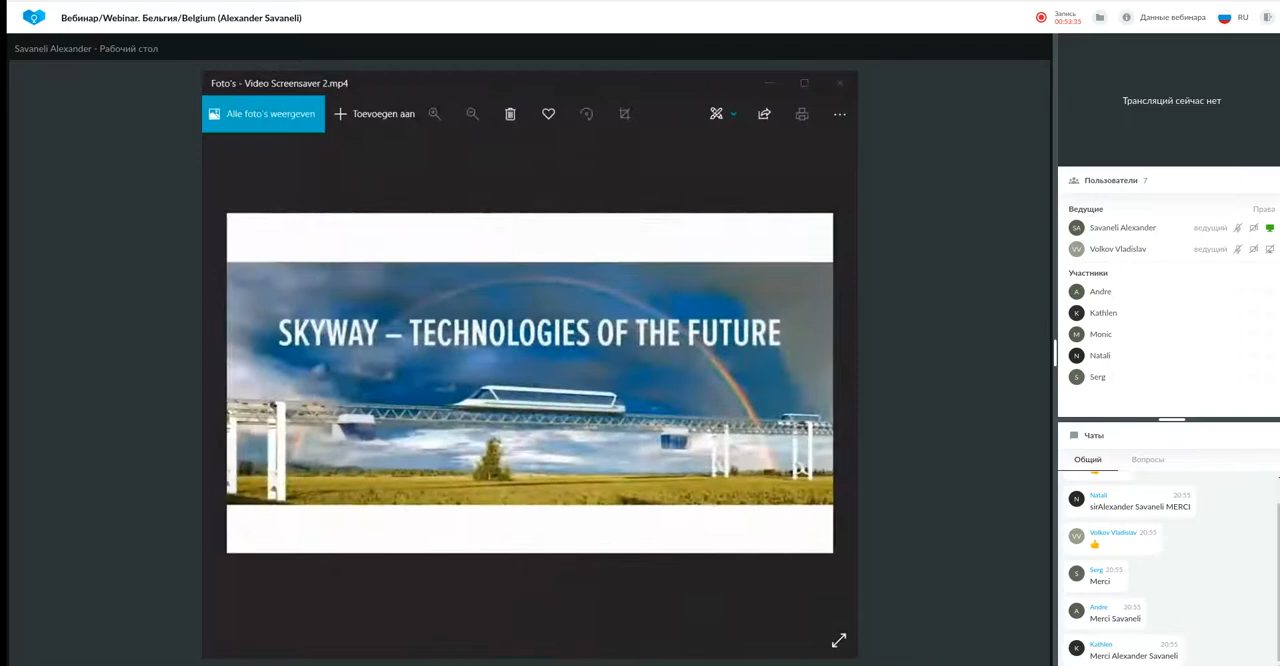 Вебинар/Webinar. Бельгия/Belgium (Alexander Savaneli)
Запись
00:53:35
Данные вебинара
RU
Savaneli Alexander - Рабочий стол
Foto's - Video Screensaver 2.mp4
Alle foto's weergeven
Toevoegen aan
SKYWAY – TECHNOLOGIES OF THE FUTURE
Трансляций сейчас нет
Пользователи 7
Ведущие Права
SA Savaneli Alexander ведущий
VV Volkov Vladislav ведущий
Участники
A Andre
K Kathlen
M Monic
N Natali
S Serg
Чаты
Общий Вопросы
N Natali 20:55
sirAlexander Savaneli MERCI
VV Volkov Vladislav 20:55
👍
S Serg 20:55
Merci
A Andre 20:55
Merci Savaneli
K Kathlen 20:55
Merci Alexander Savaneli